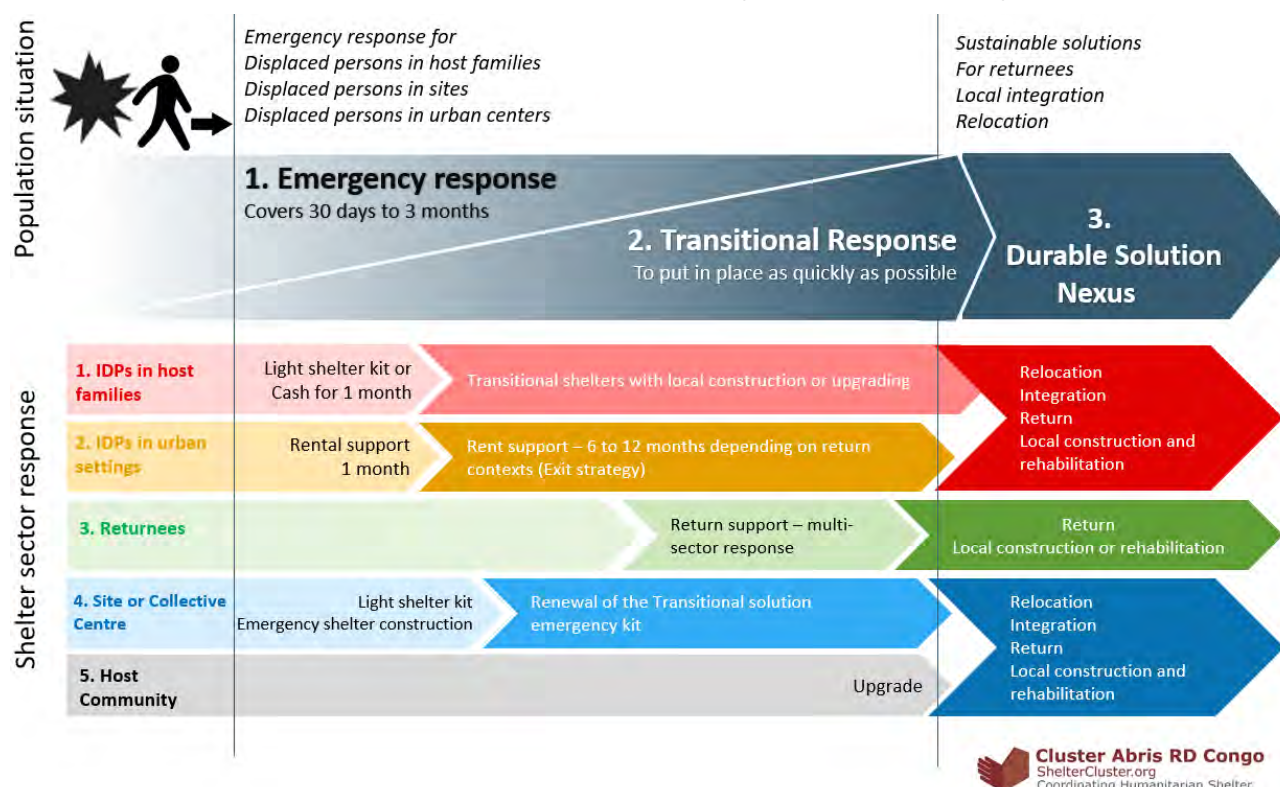 Population situation
Emergency response for
Displaced persons in host families
Displaced persons in sites
Displaced persons in urban centers
Sustainable solutions
For returnees
Local integration
Relocation
1. Emergency response
Covers 30 days to 3 months
2. Transitional Response
To put in place as quickly as possible
3.
Durable Solution
Nexus
Shelter sector response
1. IDPs in host
families
Light shelter kit or
Cash for 1 month
Transitional shelters with local construction or upgrading
2. IDPs in urban
settings
Rental support
1 month
Rent support – 6 to 12 months depending on return
contexts (Exit strategy)
Relocation
Integration
Return
Local construction and
rehabilitation
3. Returnees
Return support – multi-
sector response
Return
Local construction or rehabilitation
4. Site or Collective
Centre
Light shelter kit
Emergency shelter construction
Renewal of the Transitional solution
emergency kit
5. Host
Community
Upgrade
Relocation
Integration
Return
Local construction and
rehabilitation
Cluster Abris RD Congo
ShelterCluster.org
Coordinating Humanitarian Shelter